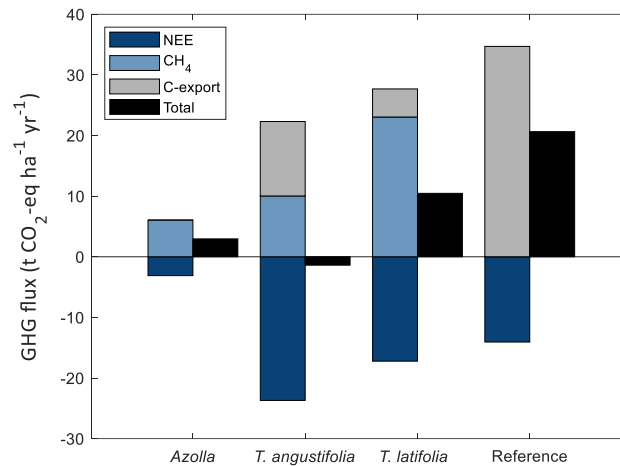 40
30
20
10
0
-10
-20
-30
GHG flux (t CO₂-eq ha⁻¹ yr⁻¹)
NEE
CH₄
C-export
Total
Azolla
T. angustifolia
T. latifolia
Reference